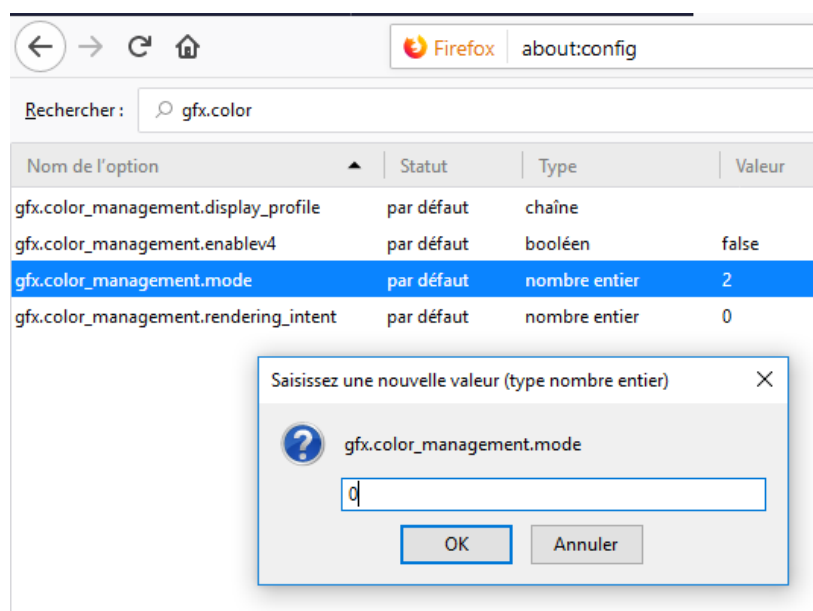 Firefox about:config
Rechercher : gfx.color
Nom de l'option Statut Type Valeur
gfx.color_management.display_profile par défaut chaîne
gfx.color_management.enablev4 par défaut booléen false
gfx.color_management.mode par défaut nombre entier 2
gfx.color_management.rendering_intent par défaut nombre entier 0
Saisissez une nouvelle valeur (type nombre entier)
gfx.color_management.mode
0
OK Annuler